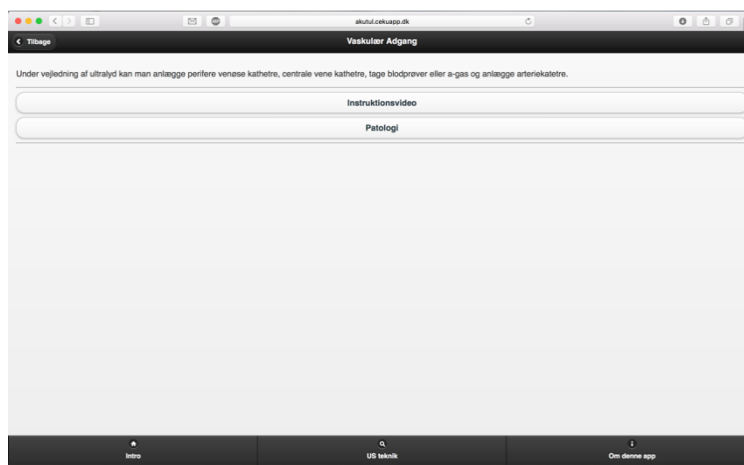 akutul.cekuapp.dk
Tilbage
Vaskulær Adgang
Under vejledning af ultralyd kan man anlægge perifere venøse kathetre, centrale vene kathetre, tage blodprøver eller a-gas og anlægge arteriekatetre.
Instruktionsvideo
Patologi
Intro
US teknik
Om denne app